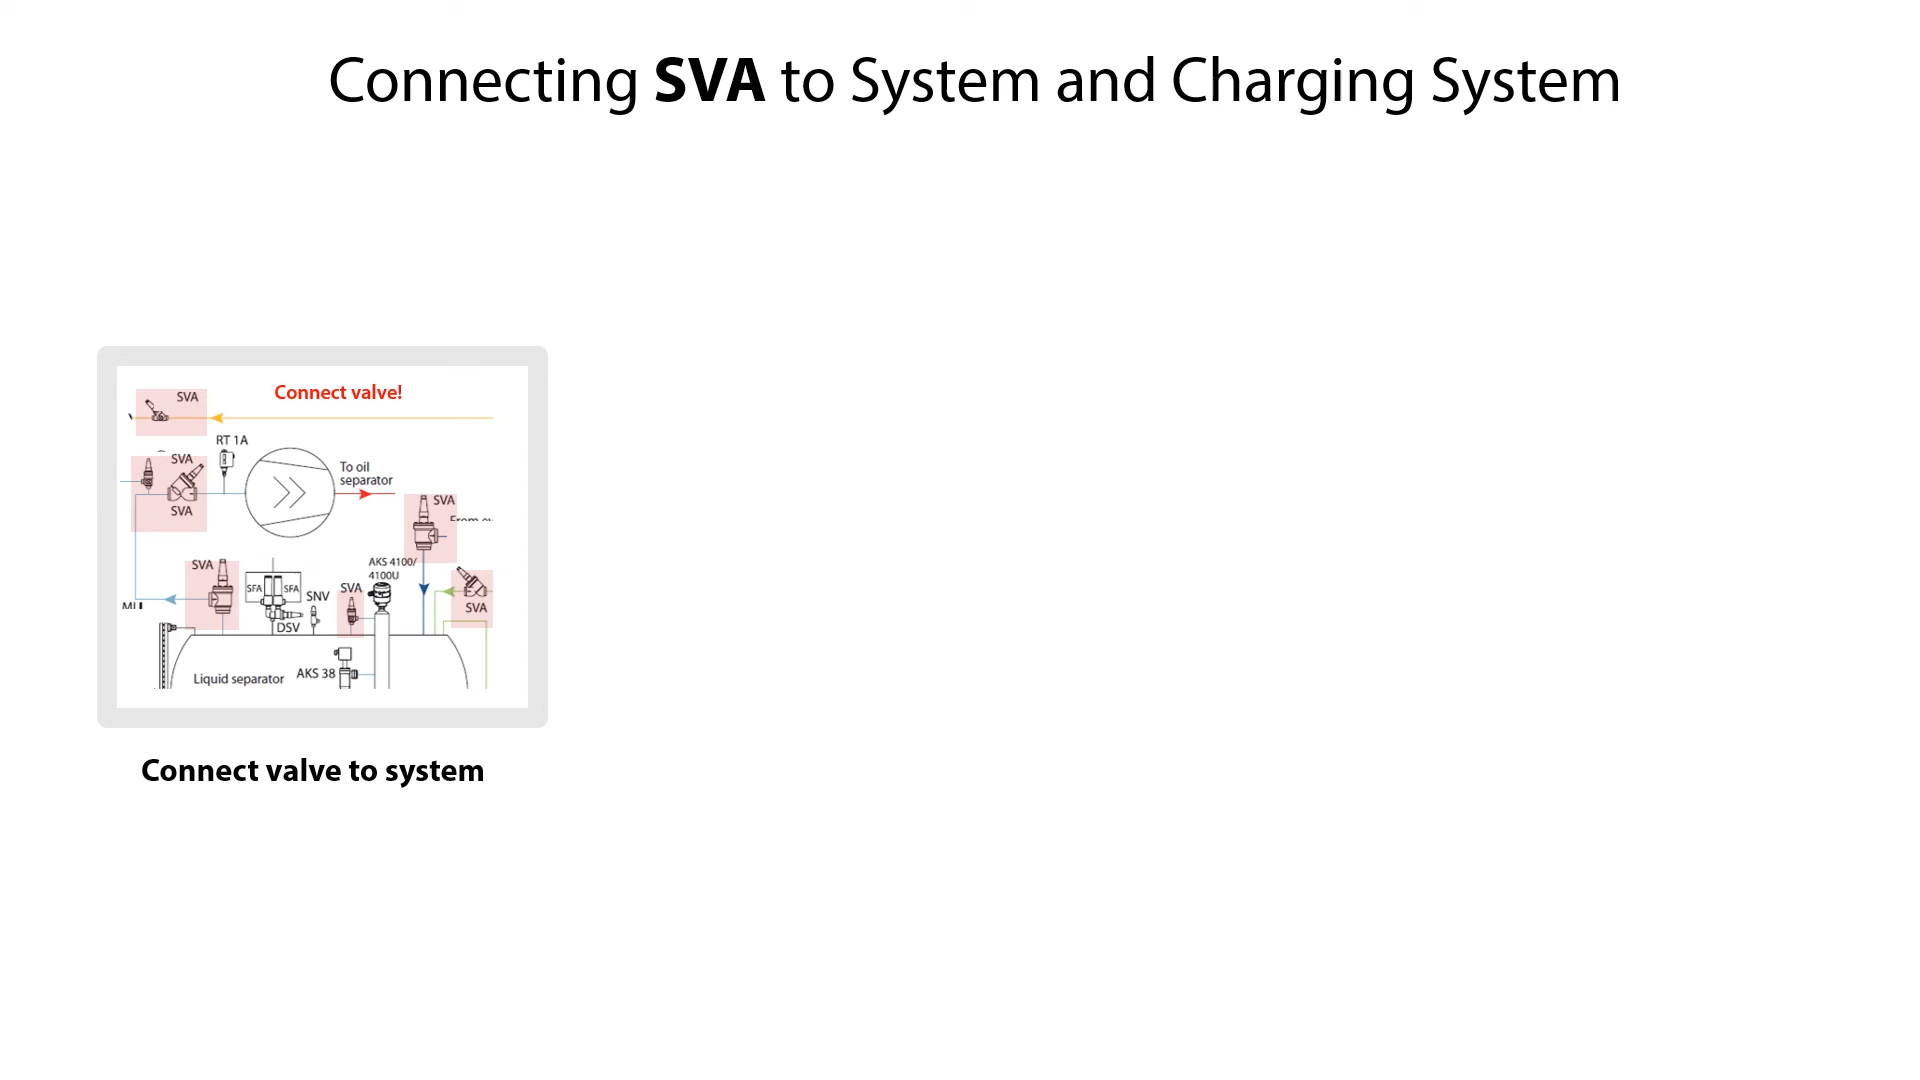 Connecting SVA to System and Charging System
Connect valve!
SVA
RT 1A
SVA
To oil
separator
SVA
SVA
AKS 4100/
4100U
SVA
SFA
SFA
SNV
SVA
SVA
DSV
Liquid separator
AKS 38
Connect valve to system